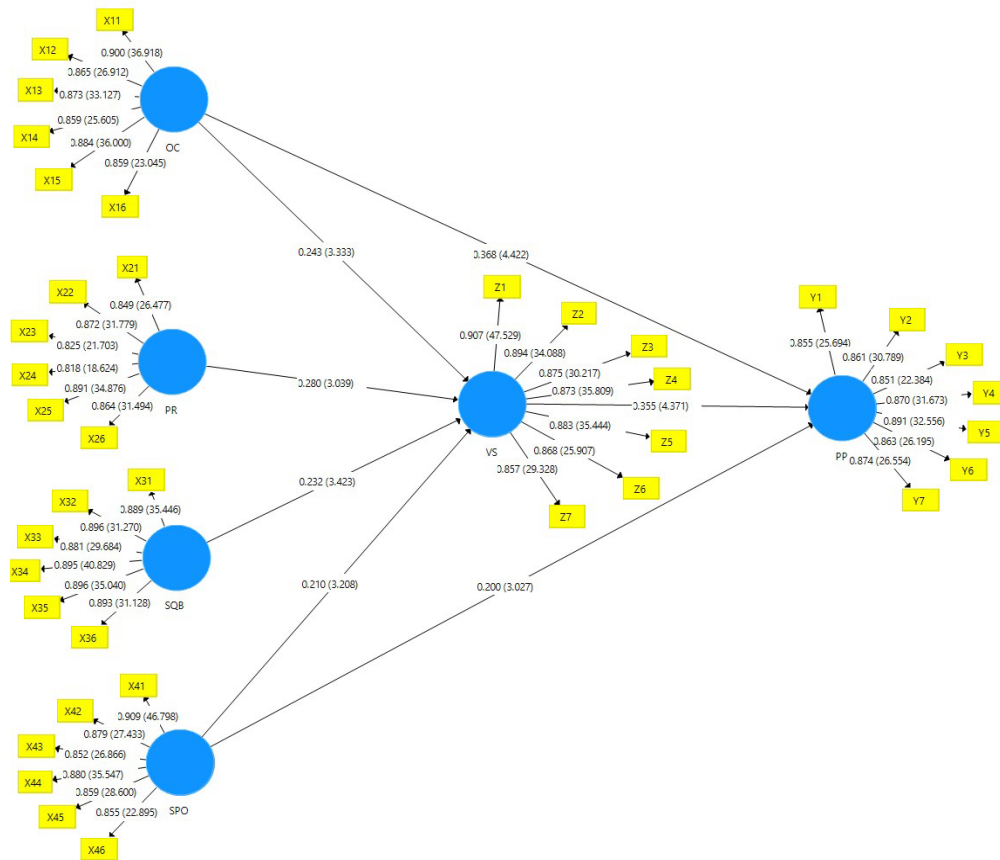 X11
X12
0.900 (36.918)
0.865 (26.912)
X13
0.873 (33.127)
0.859 (25.605)
X14
0.884 (36.000)
OC
0.859 (23.045)
X15
X16
0.243 (3.333)
0.368 (4.422)
X21
X22
0.849 (26.477)
0.872 (31.779)
X23
0.825 (21.703)
X24
0.818 (18.624)
0.891 (34.876)
X25
0.864 (31.494)
PR
X26
0.280 (3.039)
Z1
Z2
0.907 (47.529)
0.894 (34.088)
Z3
0.875 (30.217)
Z4
0.873 (35.809)
0.355 (4.371)
0.883 (35.444)
Z5
VS
0.868 (25.907)
0.857 (29.328)
Z6
Z7
Y1
Y2
0.855 (25.694)
0.861 (30.789)
Y3
0.851 (22.384)
Y4
0.870 (31.673)
0.891 (32.556)
Y5
0.863 (26.195)
PP
0.874 (26.554)
Y6
Y7
X31
X32
0.889 (35.446)
0.896 (31.270)
X33
0.881 (29.684)
X34
0.895 (40.829)
0.896 (35.040)
X35
0.893 (31.128)
SQB
X36
0.232 (3.423)
0.210 (3.208)
0.200 (3.027)
X41
X42
0.909 (46.798)
0.879 (27.433)
X43
0.852 (26.866)
X44
0.880 (35.547)
0.859 (28.600)
X45
0.855 (22.895)
SPO
X46